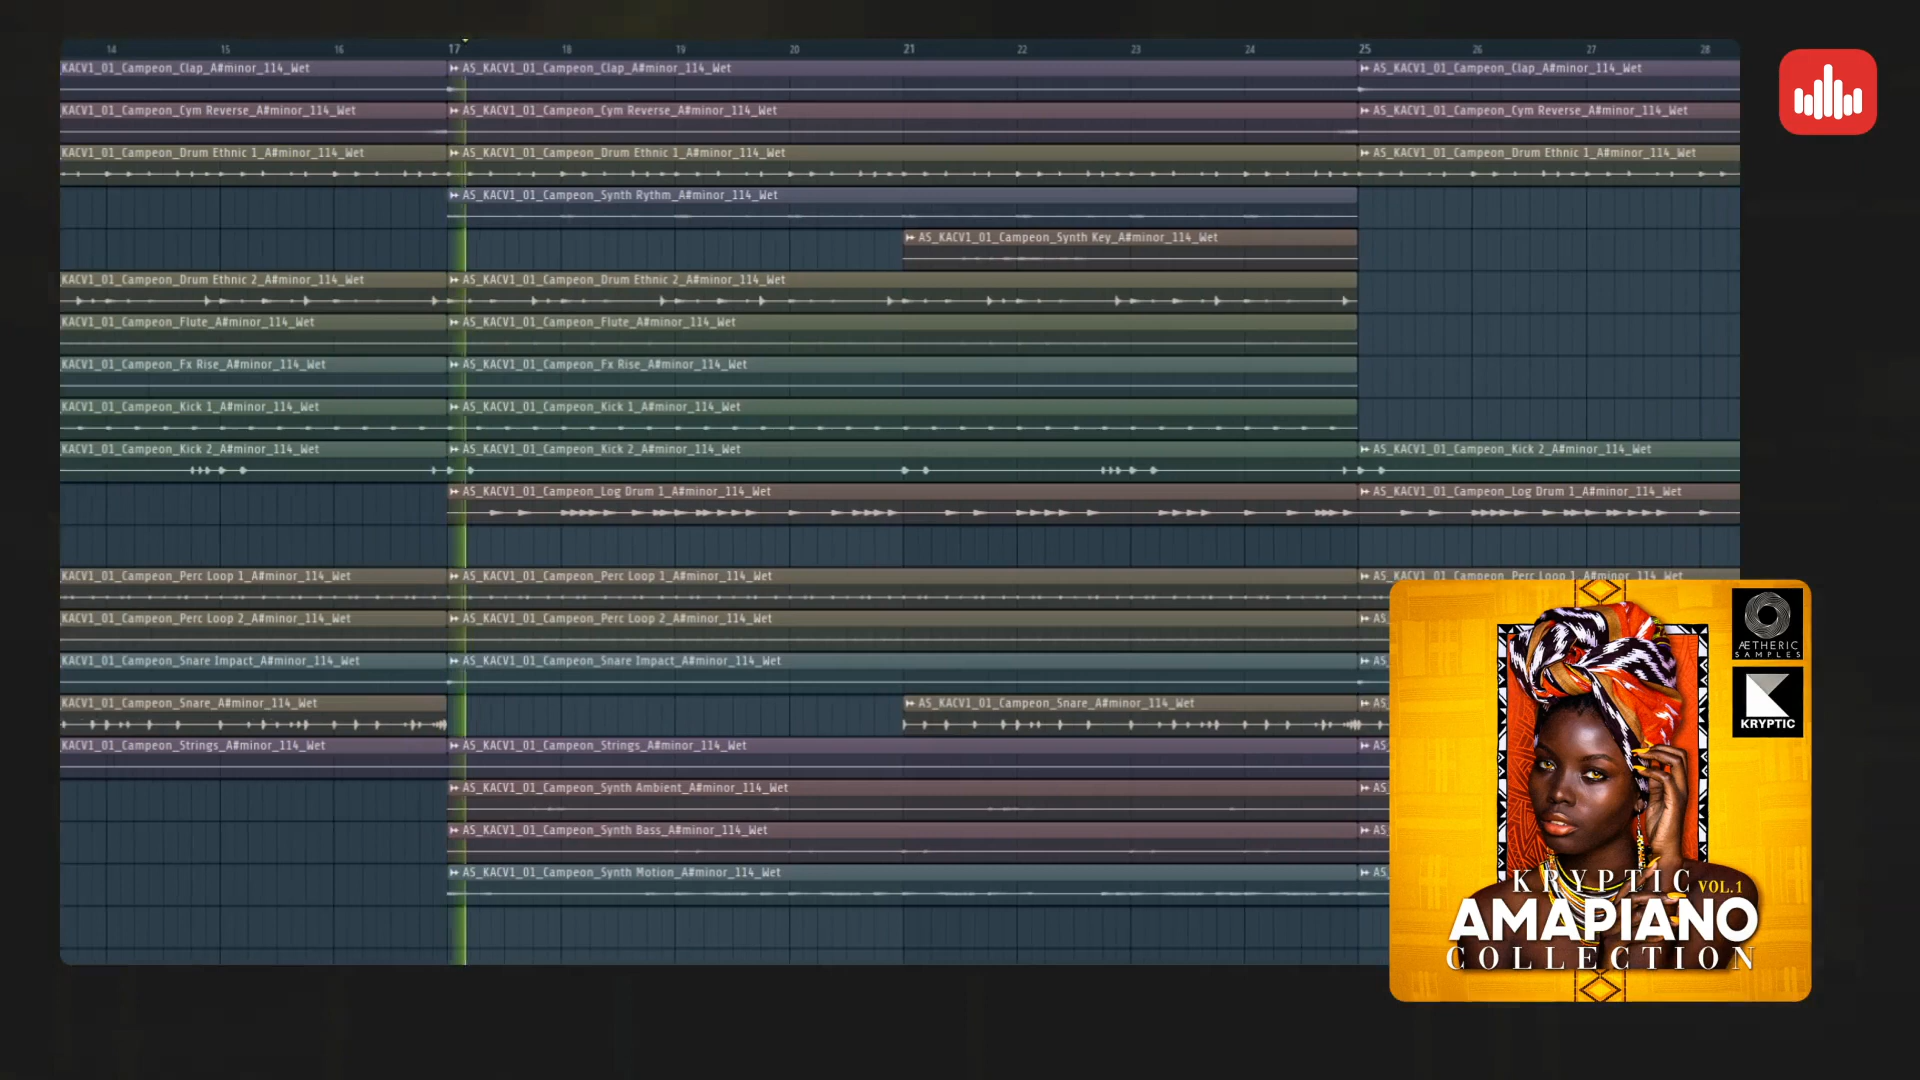 14 15 16 17 18 19 20 21 22 23 24 25 26 27 28
KACV1_01_Campeon_Clap_A#minor_114_Wet AS_KACV1_01_Campeon_Clap_A#minor_114_Wet AS_KACV1_01_Campeon_Clap_A#minor_114_Wet
KACV1_01_Campeon_Cym Reverse_A#minor_114_Wet AS_KACV1_01_Campeon_Cym Reverse_A#minor_114_Wet AS_KACV1_01_Campeon_Cym Reverse_A#minor_114_Wet
KACV1_01_Campeon_Drum Ethnic 1_A#minor_114_Wet AS_KACV1_01_Campeon_Drum Ethnic 1_A#minor_114_Wet AS_KACV1_01_Campeon_Drum Ethnic 1_A#minor_114_Wet
AS_KACV1_01_Campeon_Synth Rythm_A#minor_114_Wet
AS_KACV1_01_Campeon_Synth Key_A#minor_114_Wet
KACV1_01_Campeon_Drum Ethnic 2_A#minor_114_Wet AS_KACV1_01_Campeon_Drum Ethnic 2_A#minor_114_Wet
KACV1_01_Campeon_Flute_A#minor_114_Wet AS_KACV1_01_Campeon_Flute_A#minor_114_Wet
KACV1_01_Campeon_Fx Rise_A#minor_114_Wet AS_KACV1_01_Campeon_Fx Rise_A#minor_114_Wet
KACV1_01_Campeon_Kick 1_A#minor_114_Wet AS_KACV1_01_Campeon_Kick 1_A#minor_114_Wet
KACV1_01_Campeon_Kick 2_A#minor_114_Wet AS_KACV1_01_Campeon_Kick 2_A#minor_114_Wet AS_KACV1_01_Campeon_Kick 2_A#minor_114_Wet
AS_KACV1_01_Campeon_Log Drum 1_A#minor_114_Wet AS_KACV1_01_Campeon_Log Drum 1_A#minor_114_Wet
KACV1_01_Campeon_Perc Loop 1_A#minor_114_Wet AS_KACV1_01_Campeon_Perc Loop 1_A#minor_114_Wet AS_KACV1_01_Campeon_Perc Loop 1_A#minor_114_Wet
KACV1_01_Campeon_Perc Loop 2_A#minor_114_Wet AS_KACV1_01_Campeon_Perc Loop 2_A#minor_114_Wet AS
KACV1_01_Campeon_Snare Impact_A#minor_114_Wet AS_KACV1_01_Campeon_Snare Impact_A#minor_114_Wet AS
KACV1_01_Campeon_Snare_A#minor_114_Wet AS_KACV1_01_Campeon_Snare_A#minor_114_Wet AS
KACV1_01_Campeon_Strings_A#minor_114_Wet AS_KACV1_01_Campeon_Strings_A#minor_114_Wet AS
AS_KACV1_01_Campeon_Synth Ambient_A#minor_114_Wet AS
AS_KACV1_01_Campeon_Synth Bass_A#minor_114_Wet AS
AS_KACV1_01_Campeon_Synth Motion_A#minor_114_Wet AS
ÆTHERIC
SAMPLES
KRYPTIC
KRYPTIC VOL.1
AMAPIANO
COLLECTION